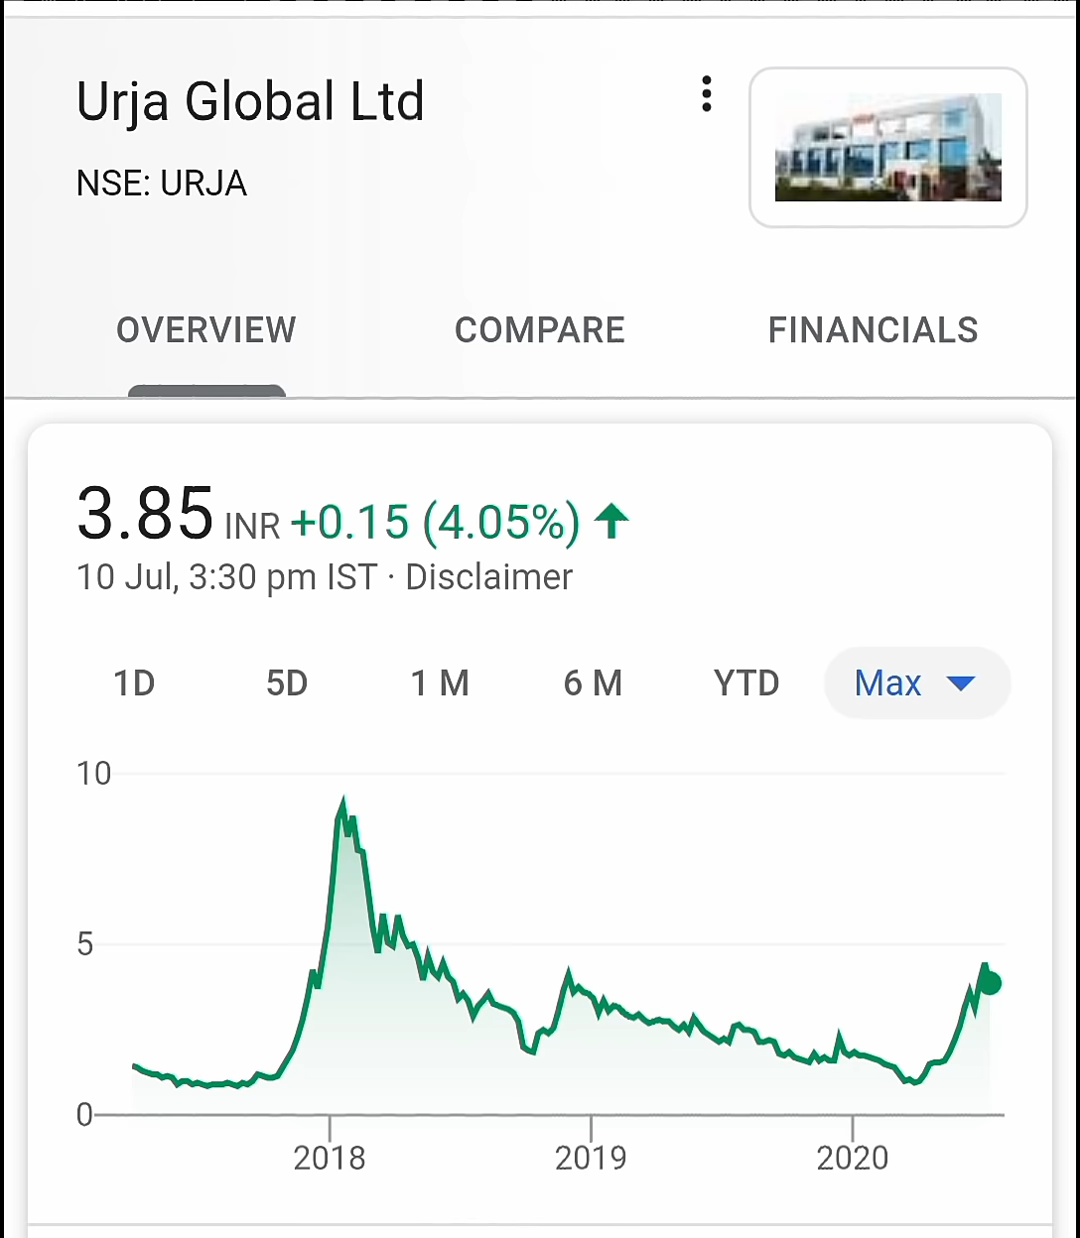 Urja Global Ltd
NSE: URJA
OVERVIEW COMPARE FINANCIALS
3.85 INR +0.15 (4.05%)
10 Jul, 3:30 pm IST · Disclaimer
1D 5D 1 M 6 M YTD Max
10
5
0
2018 2019 2020